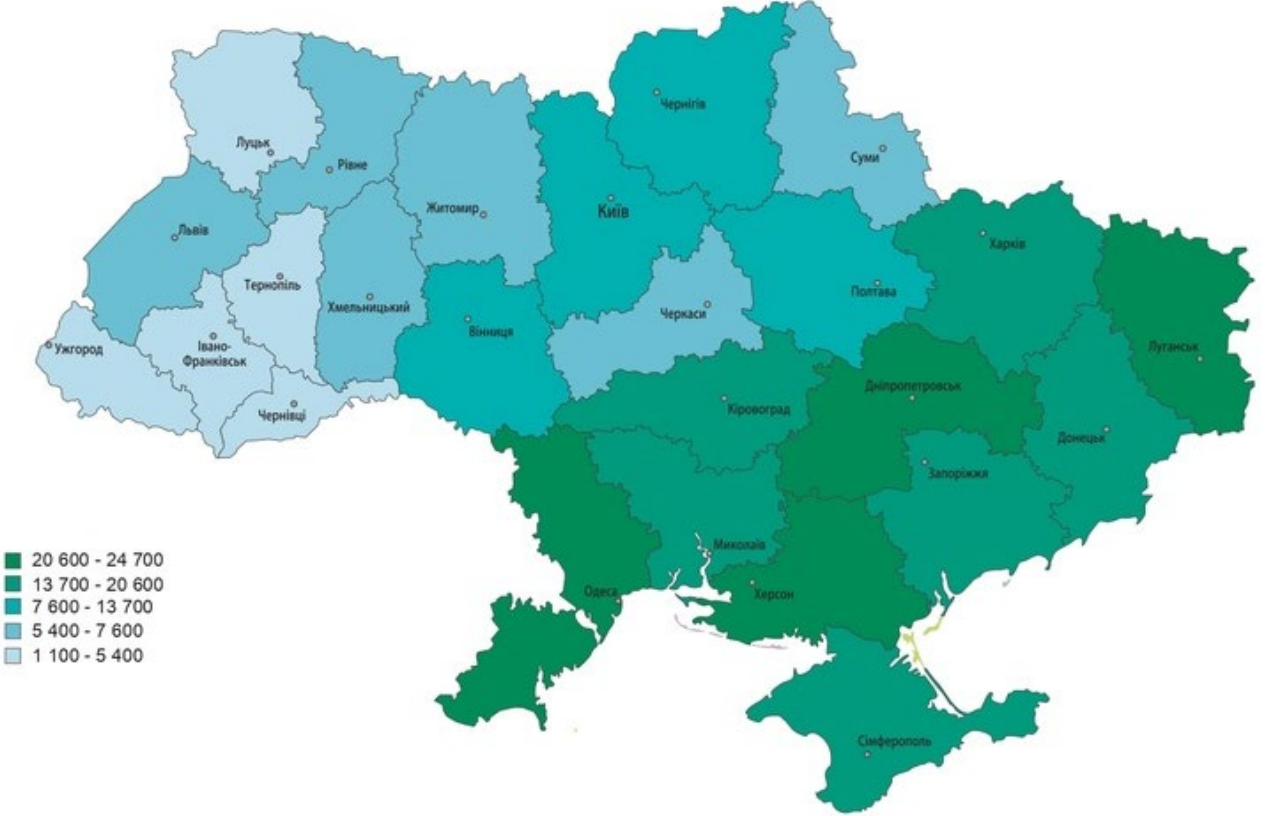 Чернігів
Луцьк
Рівне
Суми
Житомир
Київ
Львів
Харків
Тернопіль
Полтава
Хмельницький
Черкаси
Вінниця
Ужгород
Івано-
Франківськ
Луганськ
Дніпропетровськ
Чернівці
Кіровоград
Донецьк
Запоріжжя
Миколаїв
20 600 - 24 700
13 700 - 20 600
7 600 - 13 700
5 400 - 7 600
1 100 - 5 400
Одеса
Херсон
Сімферополь